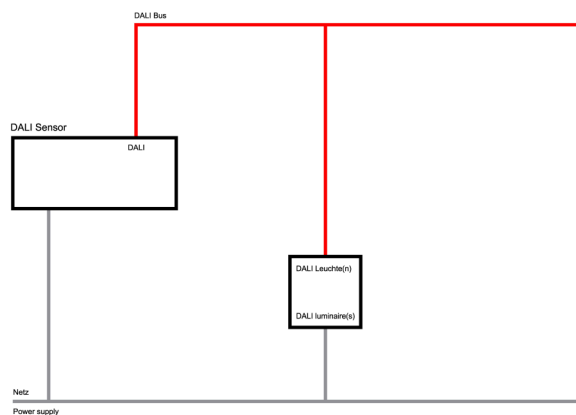 DALI Bus
DALI Sensor
DALI
DALI Leuchte(n)
DALI luminaire(s)
Netz
Power supply